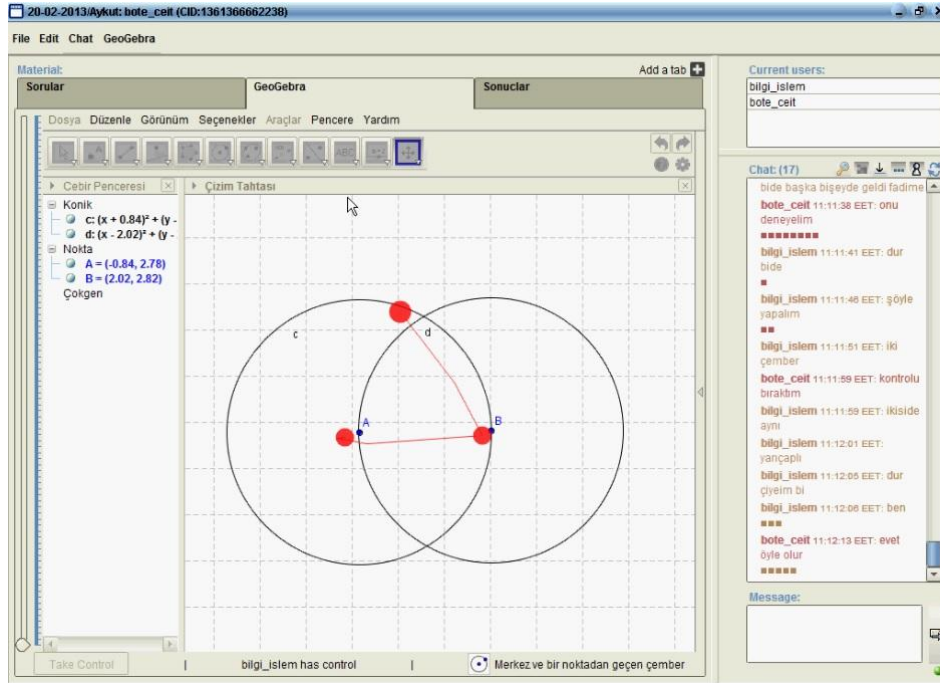 20-02-2013/Aykut: bote_ceit (CID:1361366662238)
File Edit Chat GeoGebra
Material:
Add a tab
Sorular
GeoGebra
Sonuclar
Dosya Düzenle Görünüm Seçenekler Araçlar Pencere Yardım
ABC
Cebir Penceresi
Konik
c: (x + 0.84)² + (y -
d: (x - 2.02)² + (y -
Nokta
A = (-0.84, 2.78)
B = (2.02, 2.82)
Çokgen
Çizim Tahtası
c
d
A
B
Take Control
bilgi_islem has control
Merkez ve bir noktadan geçen çember
Current users:
bilgi_islem
bote_ceit
Chat: (17)
bide başka bişeyde geldi fadime
bote_ceit 11:11:38 EET: onu
deneyelim
bilgi_islem 11:11:41 EET: dur
bide
bilgi_islem 11:11:46 EET: şöyle
yapalım
bilgi_islem 11:11:51 EET: iki
çember
bote_ceit 11:11:59 EET: kontrolu
bıraktım
bilgi_islem 11:11:59 EET: ikiside
aynı
bilgi_islem 11:12:01 EET:
yarıçaplı
bilgi_islem 11:12:05 EET: dur
çiyeim bi
bilgi_islem 11:12:06 EET: ben
bote_ceit 11:12:13 EET: evet
öyle olur
Message: